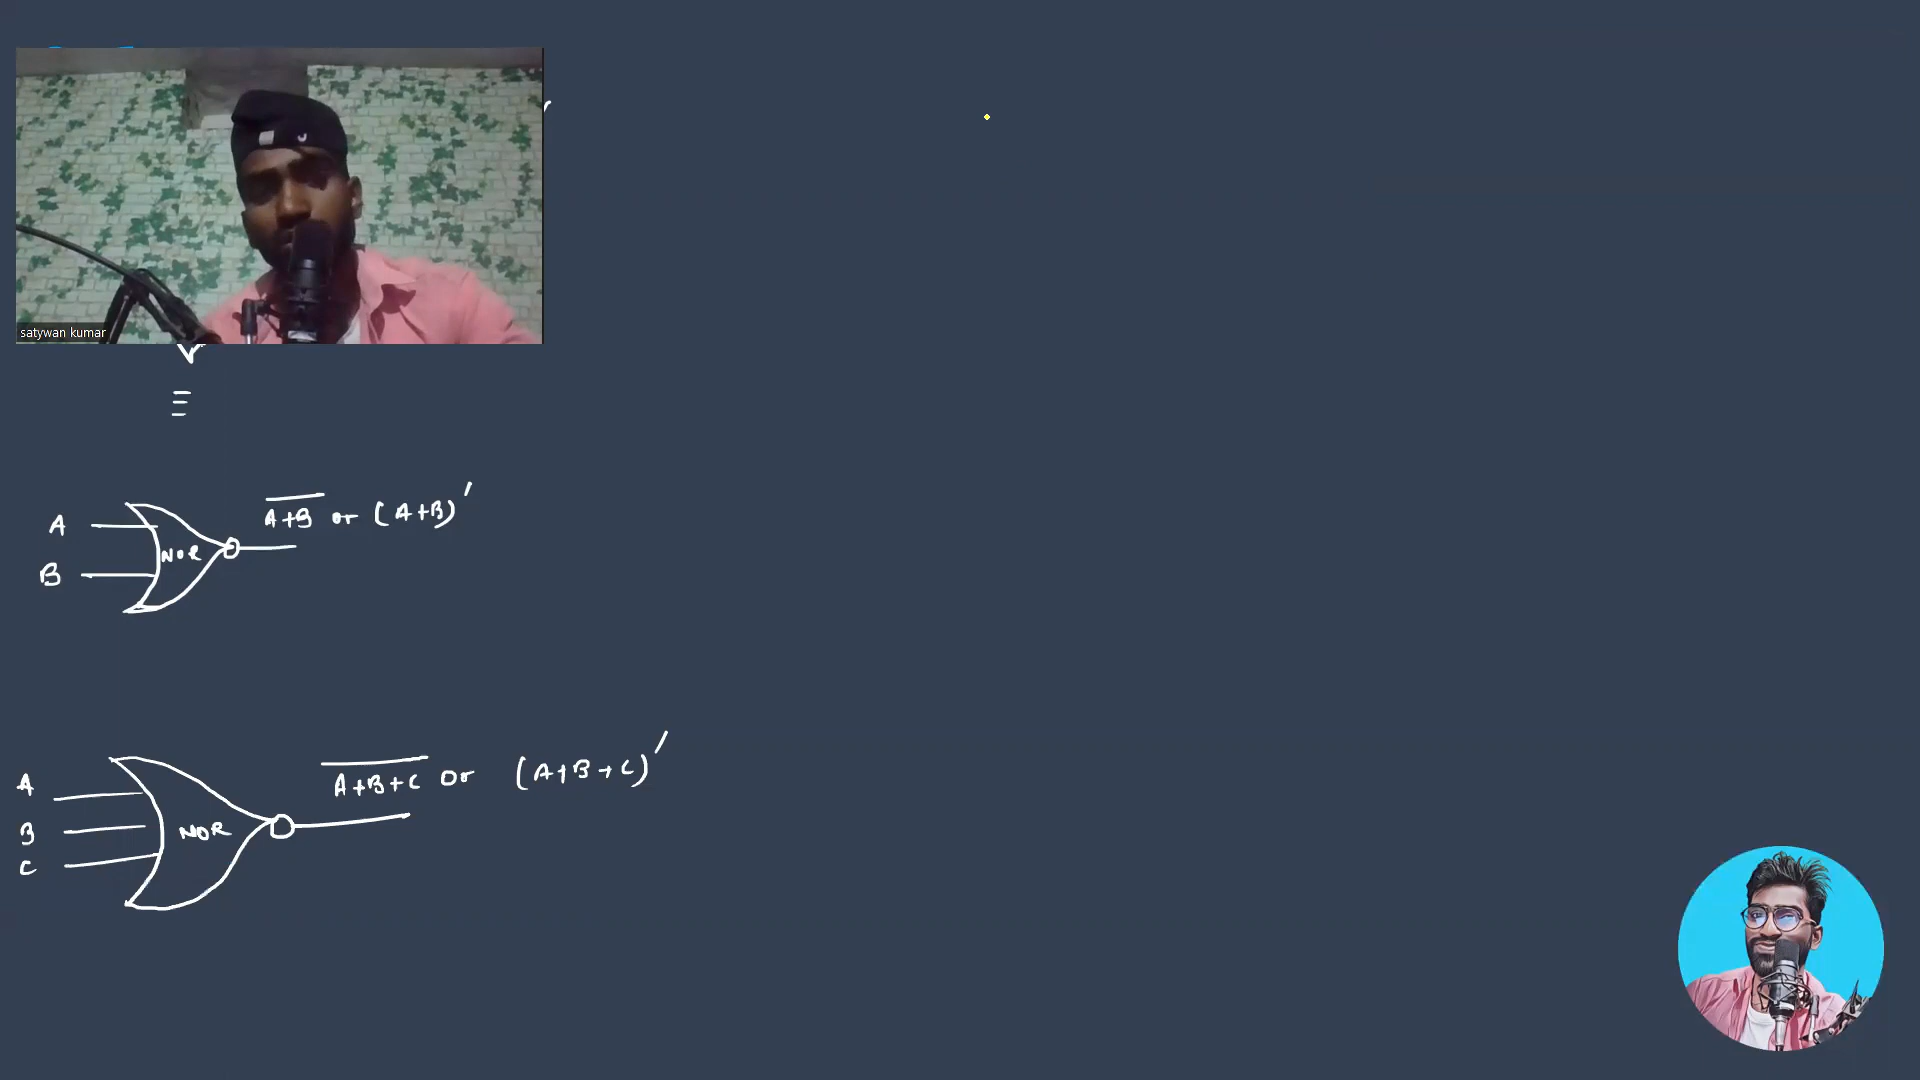 satywan kumar
≡
A
B
NOR
A̅+̅B̅ or (A+B)'
A
B
C
NOR
A̅+̅B̅+̅C̅ or (A+B+C)'